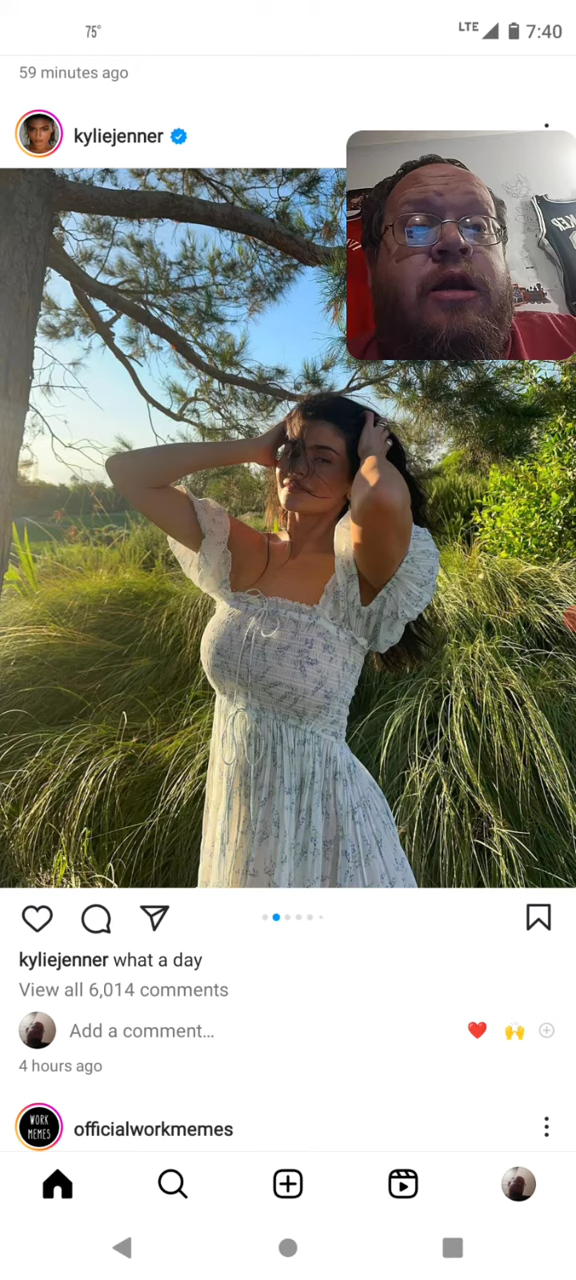 75°
LTE 7:40
59 minutes ago
kyliejenner
kyliejenner what a day
View all 6,014 comments
Add a comment...
4 hours ago
WORK
MEMES
officialworkmemes